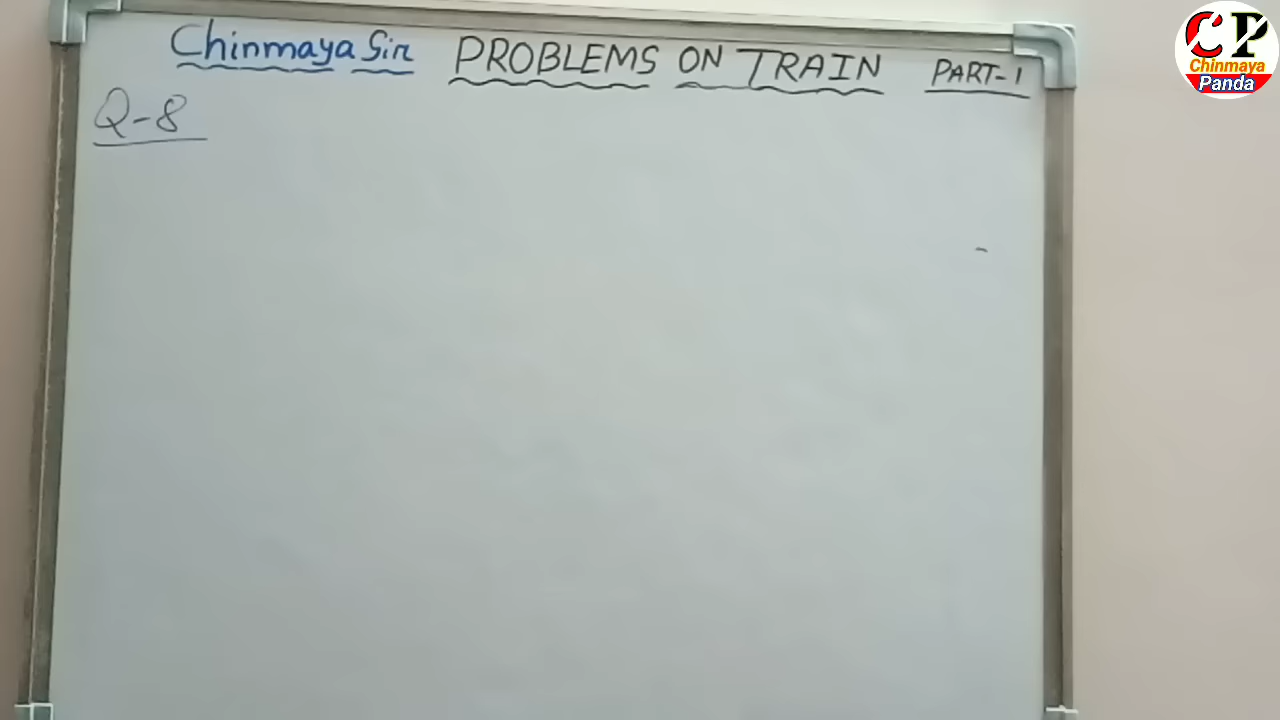 Chinmaya Sir PROBLEMS ON TRAIN PART-1
Q-8
CP
Chinmaya
Panda